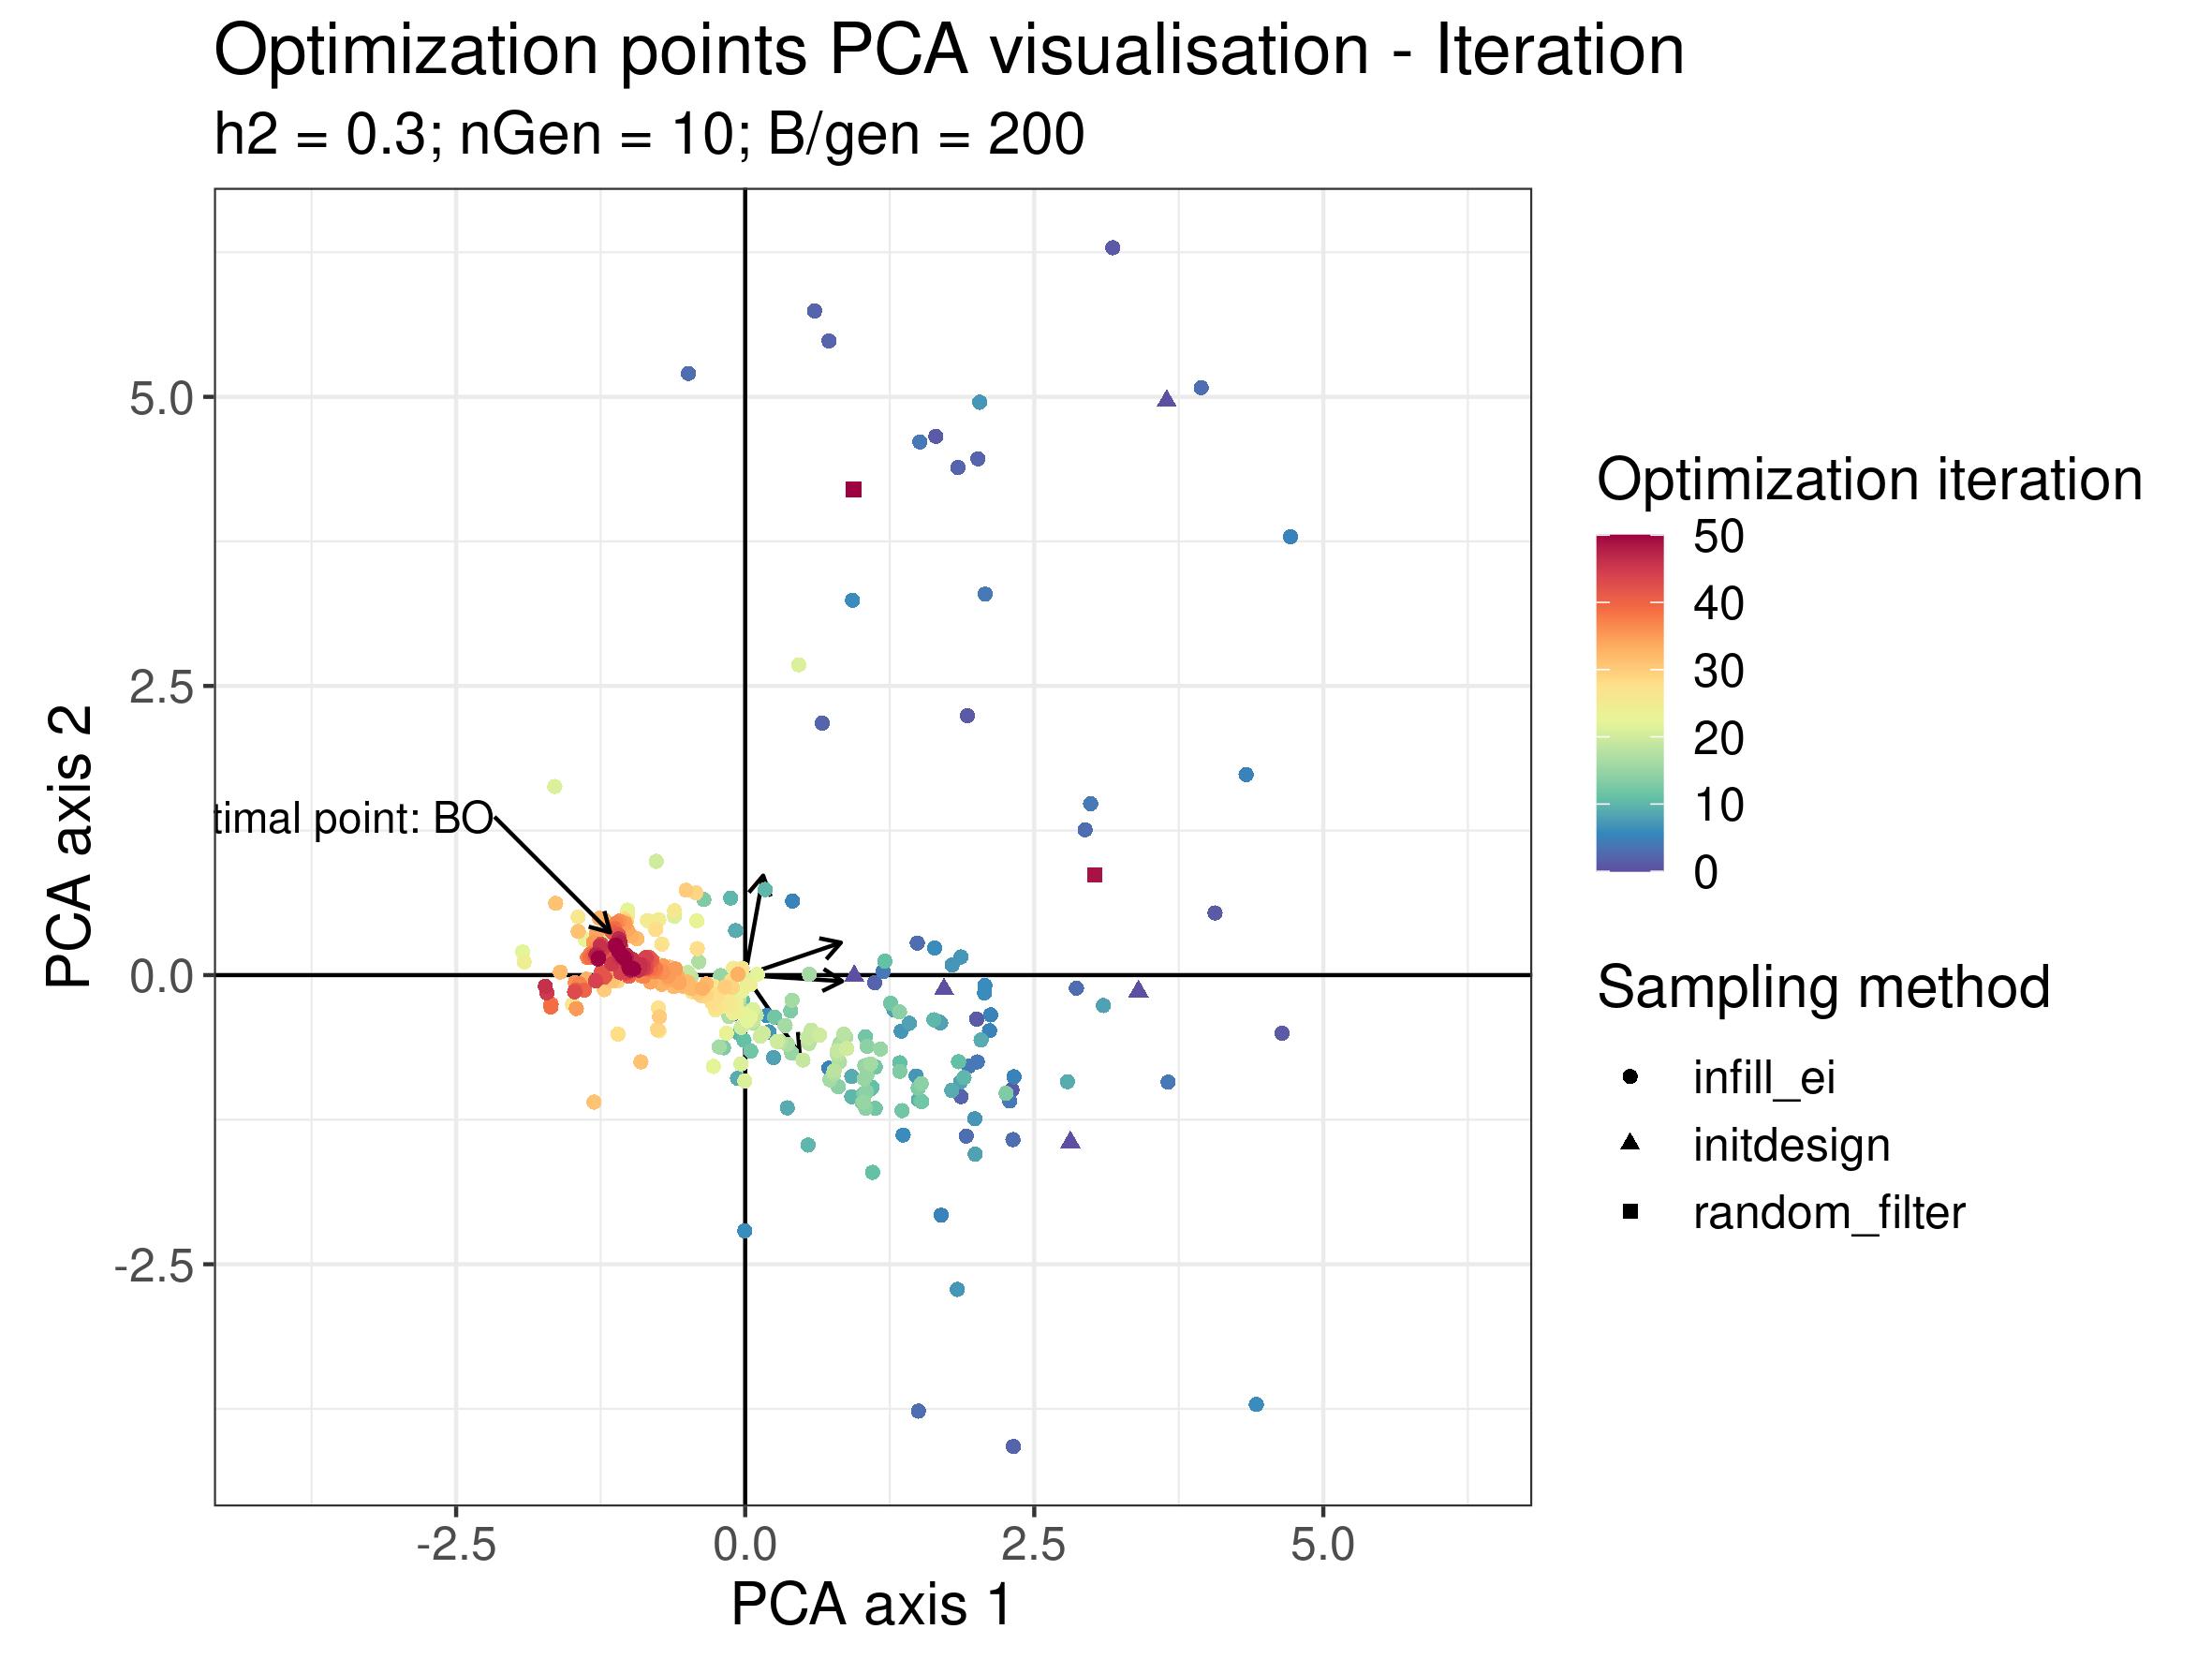 Optimization points PCA visualisation - Iteration
h2 = 0.3; nGen = 10; B/gen = 200
PCA axis 2
5.0
2.5
0.0
-2.5
timal point: BO
-2.5
0.0
2.5
5.0
PCA axis 1
Optimization iteration
50
40
30
20
10
0
Sampling method
infill_ei
initdesign
random_filter